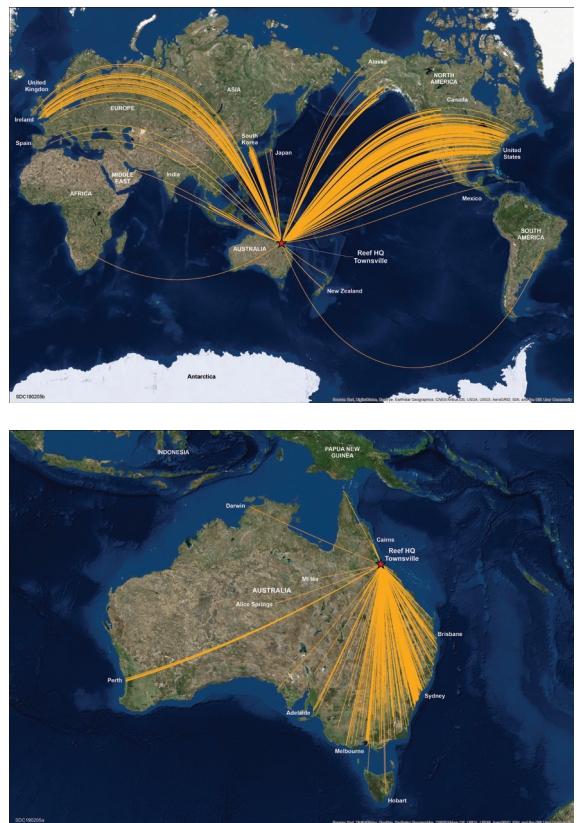 Alaska
NORTH
AMERICA
United
Kingdon
ASIA
Canada
EUROPE
Ireland
South
Korea
United
States
Spain
Japan
MIDDLE
EAST
India
Mexico
AFRICA
SOUTH
AMERICA
AUSTRALIA
Reef HQ
Townsville
New Zealand
Antarctica
SDC190205b
PAPUA NEW
GUINEA
INDONESIA
Darwin
Cairns
Reef HQ
Townsville
Mt Isa
AUSTRALIA
Alice Springs
Brisbane
Perth
Sydney
Adelaide
Melbourne
Hobart
SDC190205a